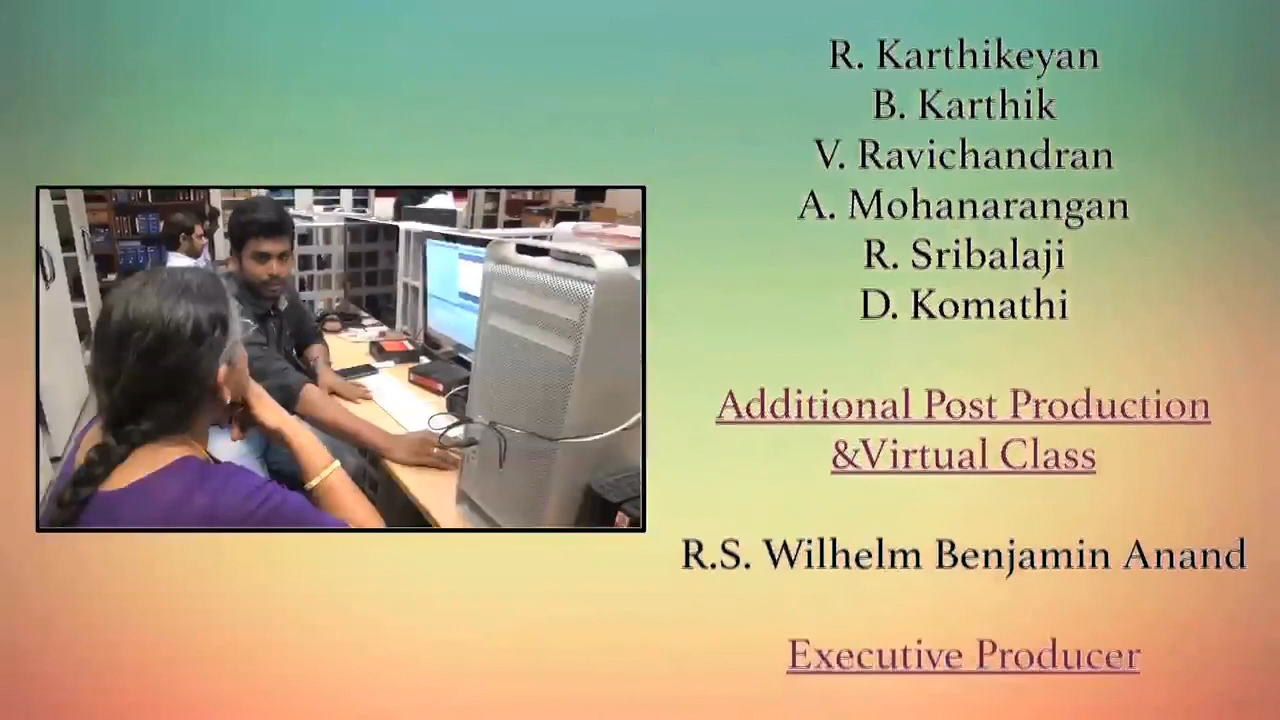 R. Karthikeyan
B. Karthik
V. Ravichandran
A. Mohanarangan
R. Sribalaji
D. Komathi
Additional Post Production
&Virtual Class
R.S. Wilhelm Benjamin Anand
Executive Producer